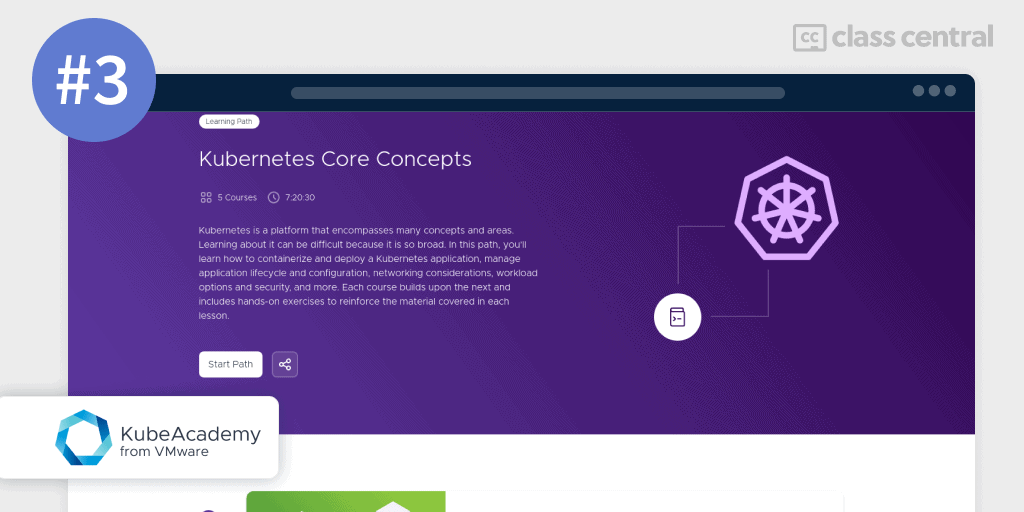 #3
cc class central
Learning Path
Kubernetes Core Concepts
5 Courses 7:20:30
Kubernetes is a platform that encompasses many concepts and areas.
Learning about it can be difficult because it is so broad. In this path, you'll
learn how to containerize and deploy a Kubernetes application, manage
application lifecycle and configuration, networking considerations, workload
options and security, and more. Each course builds upon the next and
includes hands-on exercises to reinforce the material covered in each
lesson.
Start Path
KubeAcademy
from VMware